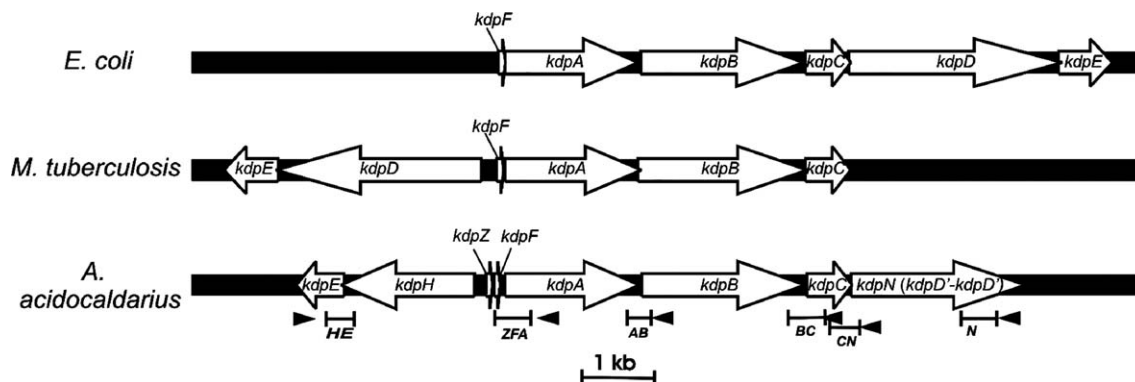 kdpF
E. coli kdpA kdpB kdpC kdpD kdpE
kdpF
M. tuberculosis kdpE kdpD kdpA kdpB kdpC
kdpZ kdpF
A.
acidocaldarius kdpE kdpH kdpA kdpB kdpC kdpN (kdpD'-kdpD')
HE ZFA AB BC CN N
1 kb